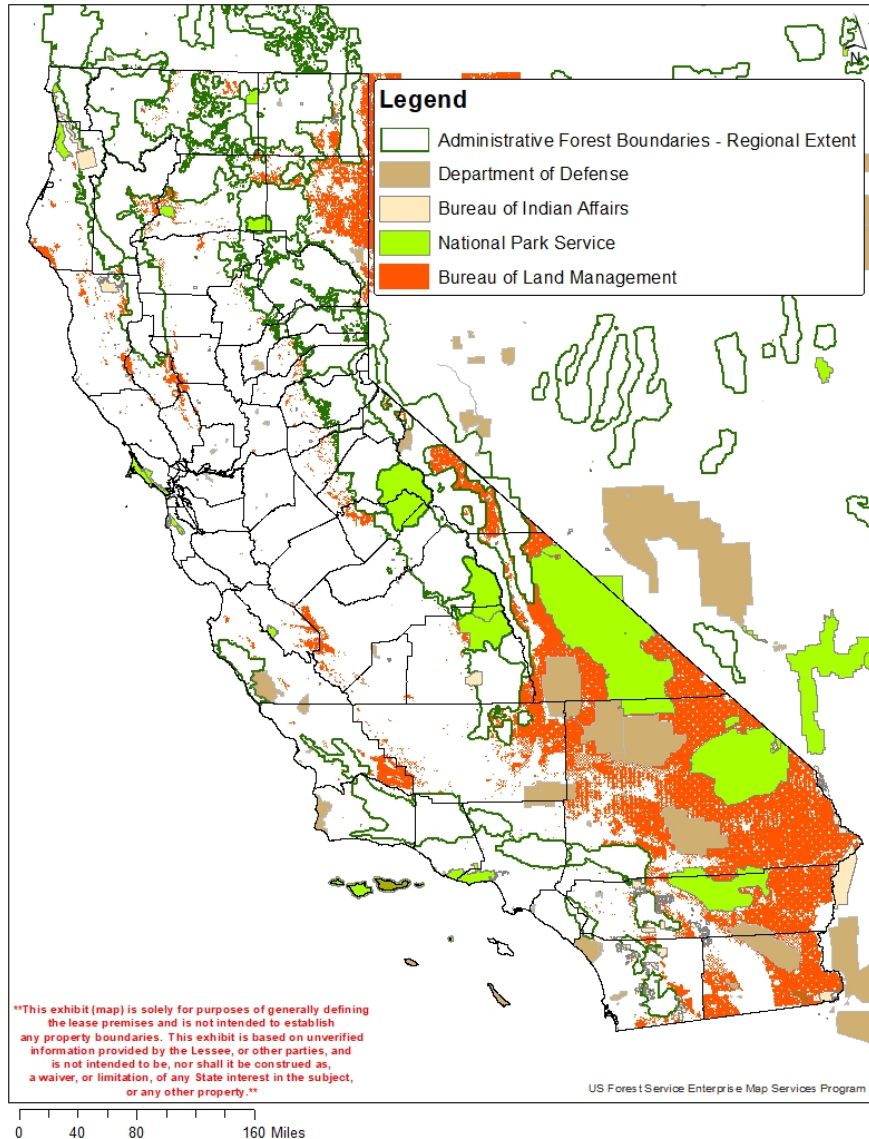 N
Legend
Administrative Forest Boundaries - Regional Extent
Department of Defense
Bureau of Indian Affairs
National Park Service
Bureau of Land Management
**This exhibit (map) is solely for purposes of generally defining
the lease premises and is not intended to establish
any property boundaries. This exhibit is based on unverified
information provided by the Lessee, or other parties, and
is not intended to be, nor shall it be construed as,
a waiver, or limitation, of any State interest in the subject,
or any other property.**
US Forest Service Enterprise Map Services Program
0 40 80 160 Miles